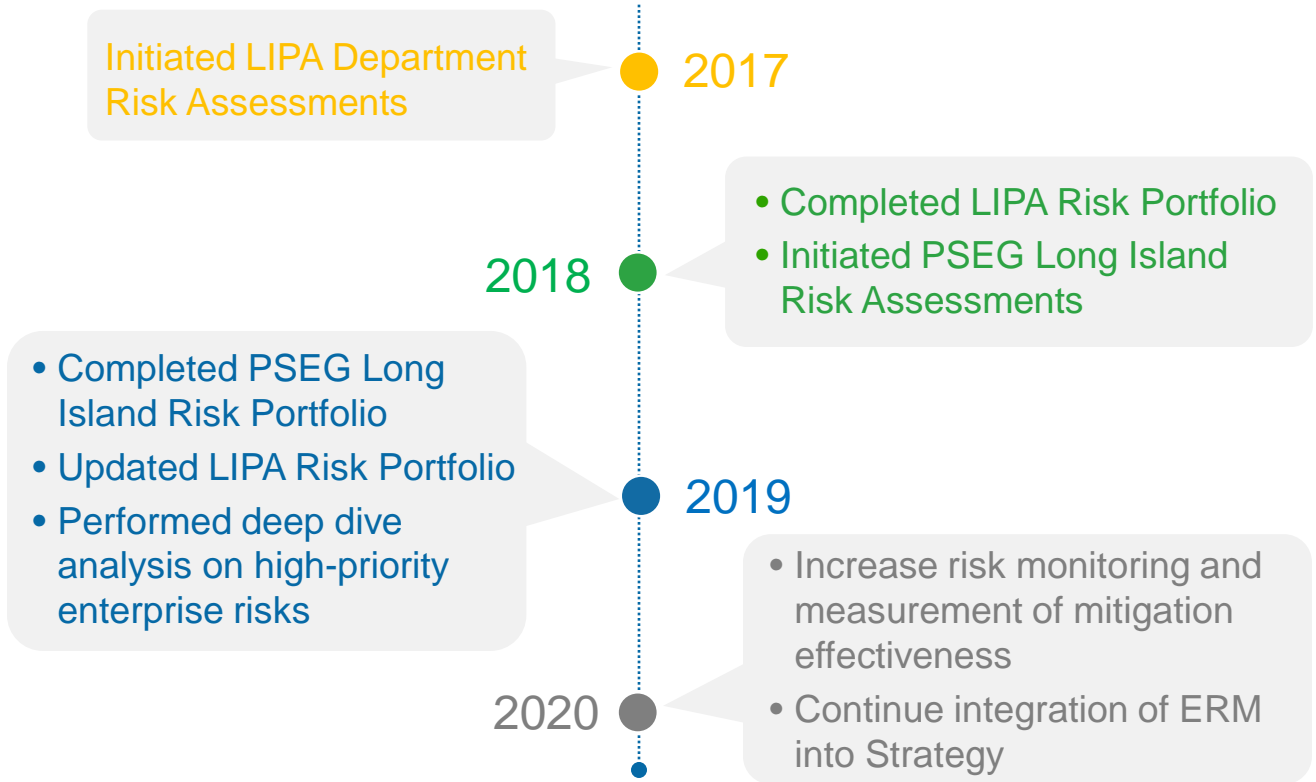 Initiated LIPA Department
Risk Assessments
2017
• Completed LIPA Risk Portfolio
• Initiated PSEG Long Island
Risk Assessments
2018
• Completed PSEG Long
Island Risk Portfolio
• Updated LIPA Risk Portfolio
• Performed deep dive
analysis on high-priority
enterprise risks
2019
• Increase risk monitoring and
measurement of mitigation
effectiveness
• Continue integration of ERM
into Strategy
2020